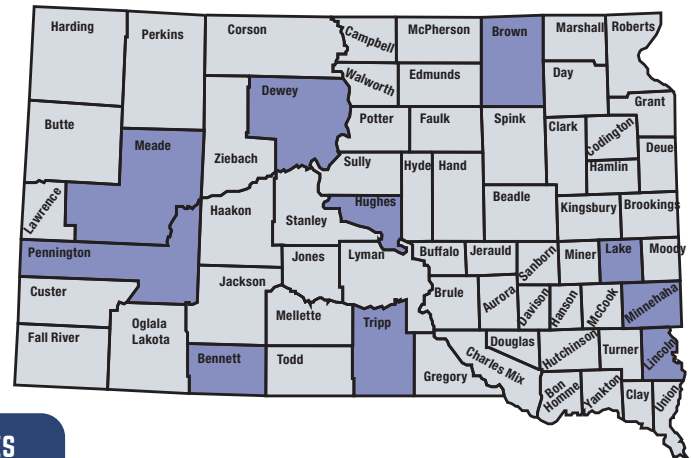 Harding
Perkins
Corson
Campbell
McPherson
Brown
Marshall
Roberts
Walworth
Edmunds
Day
Dewey
Grant
Butte
Potter
Faulk
Spink
Clark
Codington
Meade
Ziebach
Sully
Hyde
Hand
Hamlin
Deue
Lawrence
Haakon
Stanley
Hughes
Beadle
Kingsbury
Brookings
Pennington
Jones
Lyman
Buffalo
Jerauld
Sanborn
Miner
Lake
Moody
Custer
Jackson
Brule
Aurora
Davison
Hanson
McCook
Minnehaha
Fall River
Oglala
Lakota
Mellette
Tripp
Douglas
Hutchinson
Turner
Lincoln
Bennett
Todd
Gregory
Charles Mix
Bon
Homme
Yankton
Clay
Union
ES